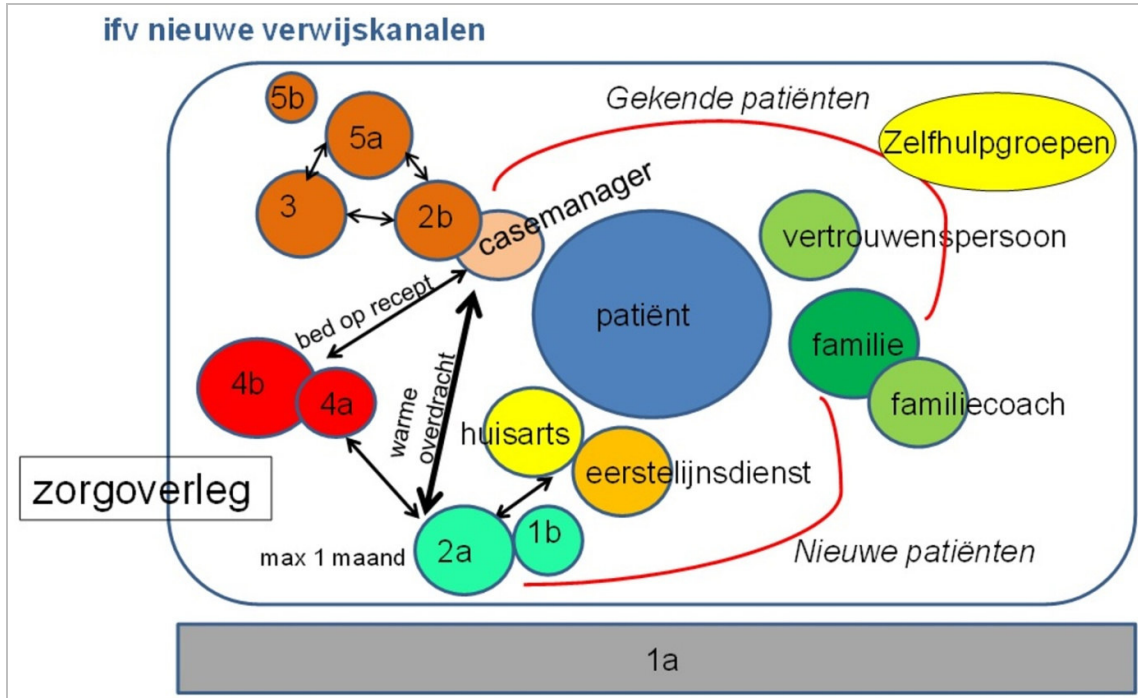 ifv nieuwe verwijskanalen
5b
5a
Gekende patiënten
Zelfhulpgroepen
3
2b
casemanager
vertrouwenspersoon
bed op recept
patiënt
familie
4b
4a
familiecoach
warme
overdracht
huisarts
eerstelijnsdienst
zorgoverleg
max 1 maand
2a
1b
Nieuwe patiënten
1a